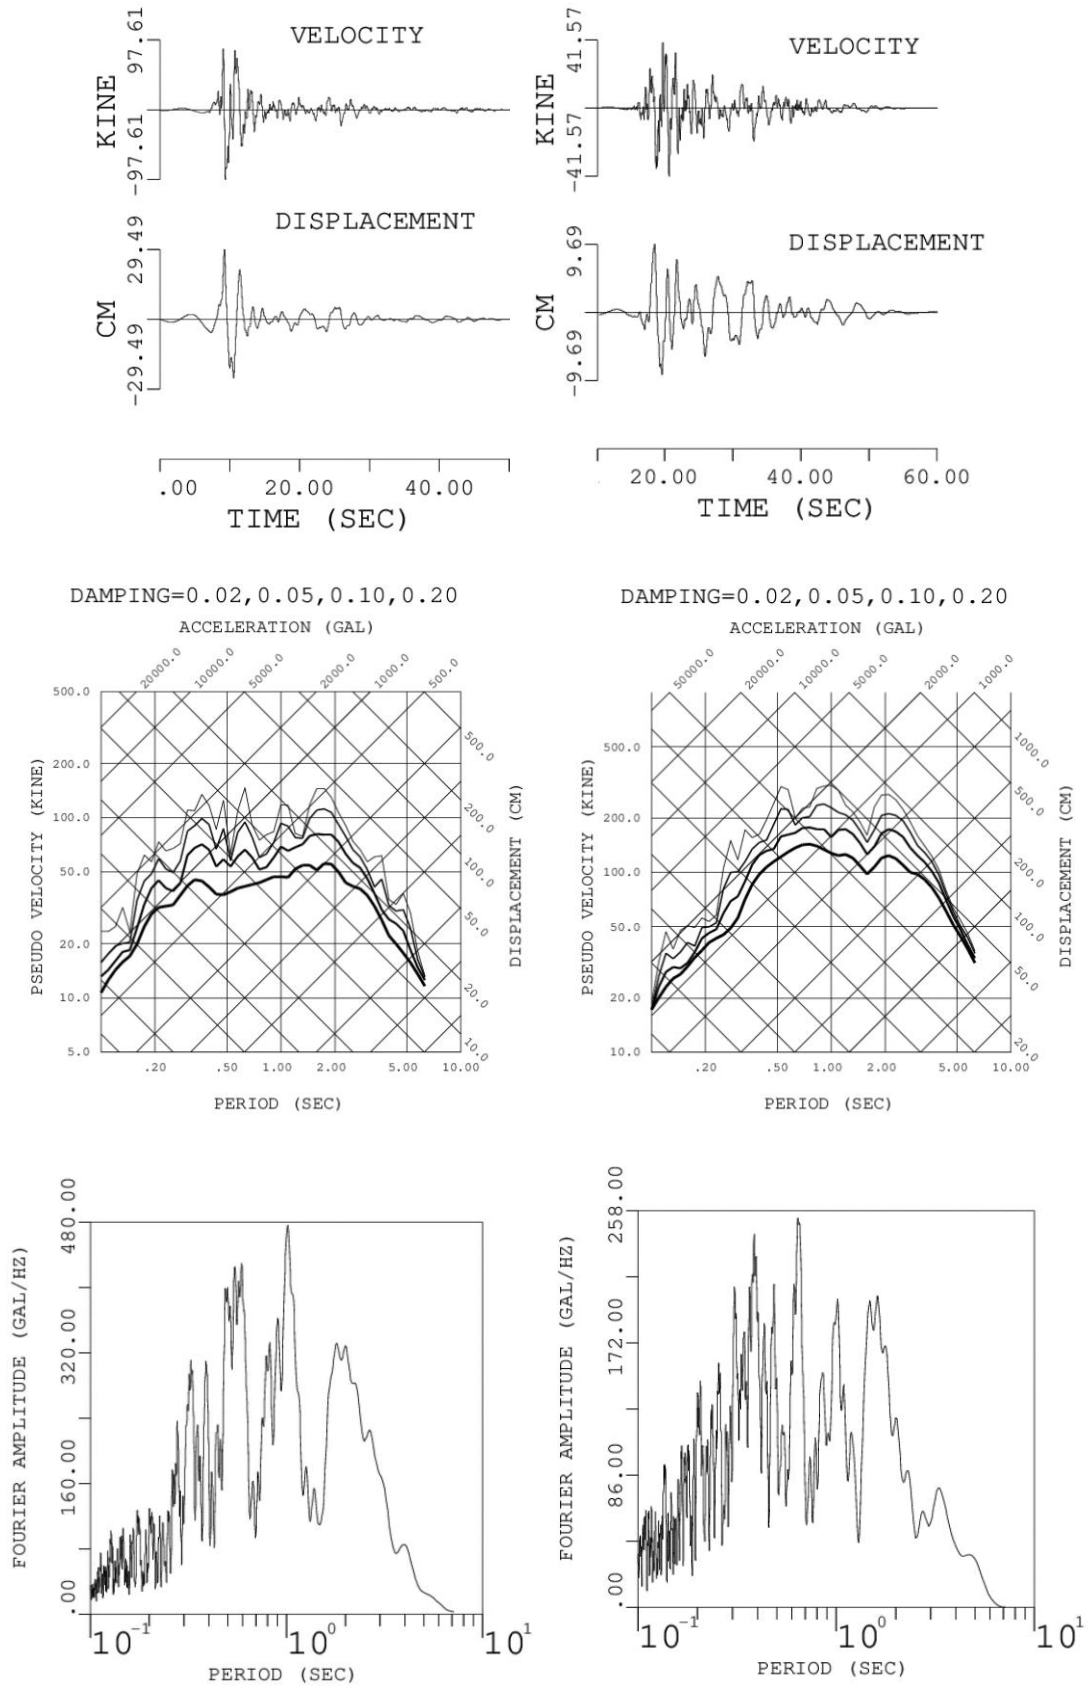 VELOCITY
97.61
KINE
-97.61
DISPLACEMENT
29.49
CM
-29.49
.00 20.00 40.00
TIME (SEC)
VELOCITY
41.57
KINE
-41.57
DISPLACEMENT
9.69
CM
-9.69
20.00 40.00 60.00
TIME (SEC)
DAMPING=0.02,0.05,0.10,0.20
ACCELERATION (GAL)
20000.0 10000.0 5000.0 2000.0 1000.0 500.0
500.0
200.0
100.0
50.0
20.0
10.0
5.0
PSEUDO VELOCITY (KINE)
500.0
200.0
100.0
50.0
20.0
10.0
DISPLACEMENT (CM)
.20 .50 1.00 2.00 5.00 10.00
PERIOD (SEC)
DAMPING=0.02,0.05,0.10,0.20
ACCELERATION (GAL)
50000.0 20000.0 10000.0 5000.0 2000.0 1000.0
500.0
200.0
100.0
50.0
20.0
10.0
PSEUDO VELOCITY (KINE)
1000.0
500.0
200.0
100.0
50.0
20.0
DISPLACEMENT (CM)
.20 .50 1.00 2.00 5.00 10.00
PERIOD (SEC)
480.00
320.00
160.00
.00
FOURIER AMPLITUDE (GAL/HZ)
10-1 100 101
PERIOD (SEC)
258.00
172.00
86.00
.00
FOURIER AMPLITUDE (GAL/HZ)
10-1 100 101
PERIOD (SEC)